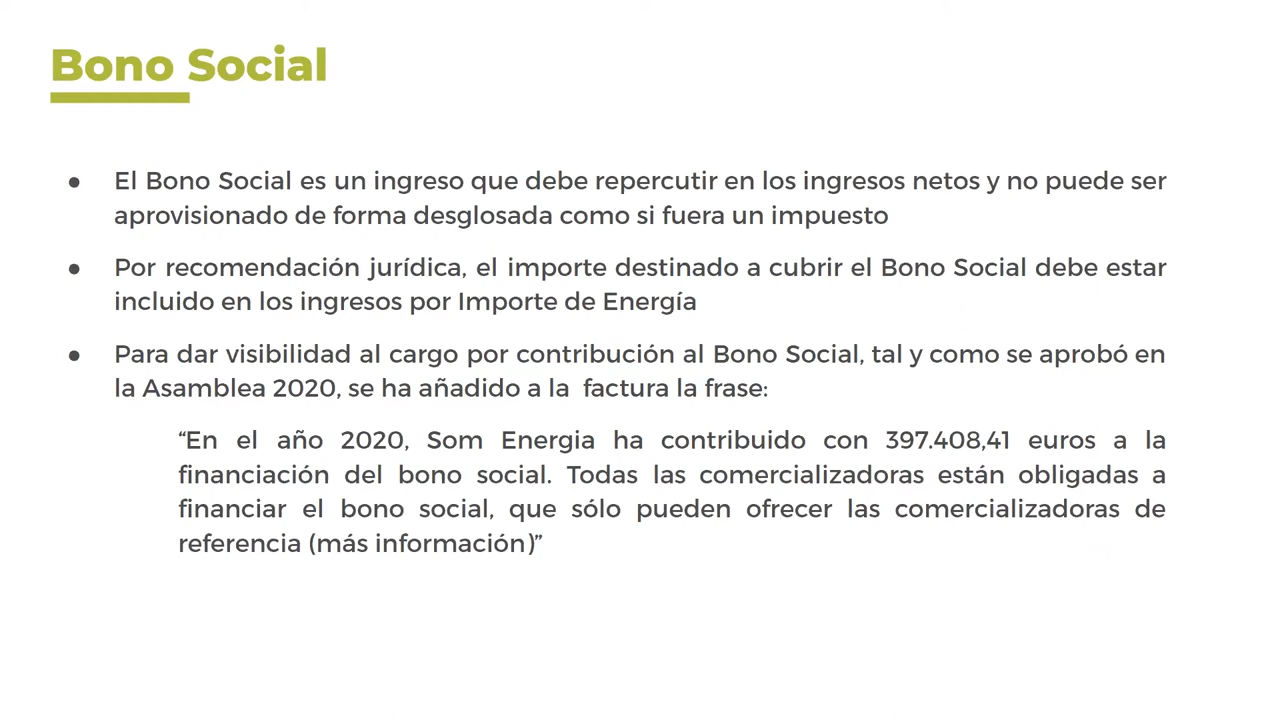 Bono Social
● El Bono Social es un ingreso que debe repercutir en los ingresos netos y no puede ser
aprovisionado de forma desglosada como si fuera un impuesto
● Por recomendación jurídica, el importe destinado a cubrir el Bono Social debe estar
incluido en los ingresos por Importe de Energía
● Para dar visibilidad al cargo por contribución al Bono Social, tal y como se aprobó en
la Asamblea 2020, se ha añadido a la factura la frase:
“En el año 2020, Som Energia ha contribuido con 397.408,41 euros a la
financiación del bono social. Todas las comercializadoras están obligadas a
financiar el bono social, que sólo pueden ofrecer las comercializadoras de
referencia (más información)”